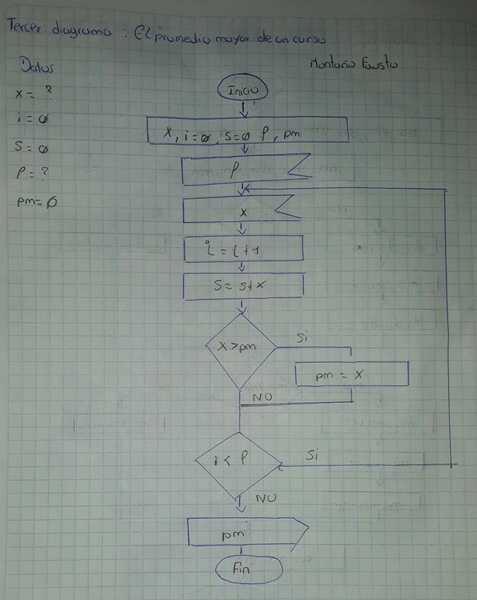 Tercer diagrama : El promedio mayor de un curso
Montaño Fausto
Datos
x = ?
i = 0
S = 0
P = ?
pm = 0
Inicio
X, i = 0, S = 0 P, pm
P
x
i = i + 1
S = S + X
X > pm
Si
pm = X
NO
i < P
Si
NO
pm
Fin